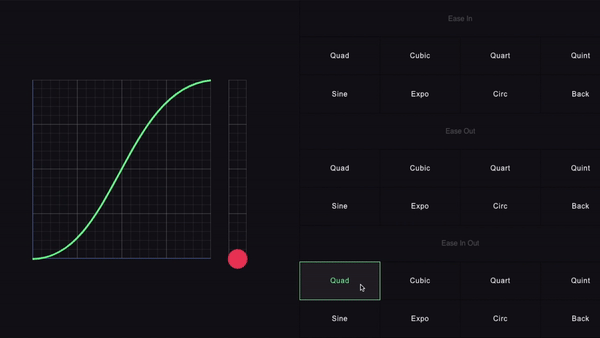 Ease In
Quad Cubic Quart Quint
Sine Expo Circ Back
Ease Out
Quad Cubic Quart Quint
Sine Expo Circ Back
Ease In Out
Quad Cubic Quart Quint
Sine Expo Circ Back